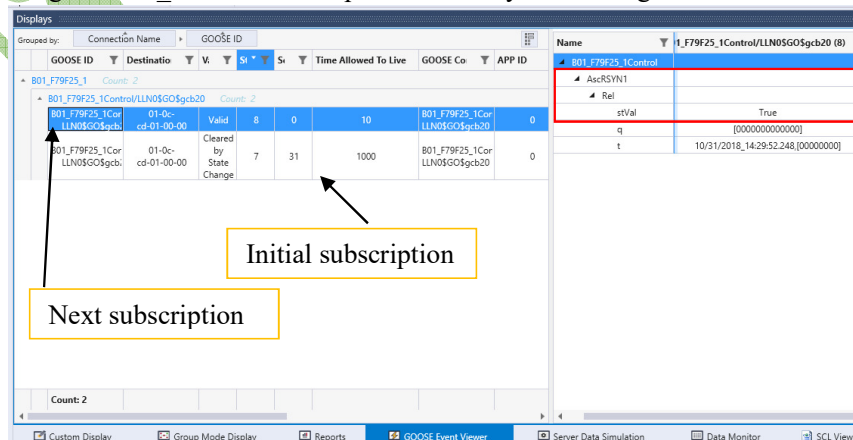 Displays
Grouped by: Connection Name GOOSE ID
GOOSE ID Destinatio V: St Se Time Allowed To Live GOOSE Co: APP ID
B01_F79F25_1 Count: 2
B01_F79F25_1Control/LLN0$GO$gcb20 Count: 2
B01_F79F25_1Cor 01-0c- Valid 8 0 10 B01_F79F25_1Cor 0
LLN0$GO$gcb. cd-01-00-00 LLN0$GO$gcb20
Cleared
B01_F79F25_1Cor 01-0c- by 7 31 1000 B01_F79F25_1Cor 0
LLN0$GO$gcb. cd-01-00-00 State LLN0$GO$gcb20
Change
Initial subscription
Next subscription
Count: 2
Name 1_F79F25_1Control/LLN0$GO$gcb20 (8)
B01_F79F25_1Control
AscRSYN1
Rel
stVal True
q [0000000000000]
t 10/31/2018_14:29:52.248,[00000000]
Custom Display Group Mode Display Reports GOOSE Event Viewer Server Data Simulation Data Monitor SCL View